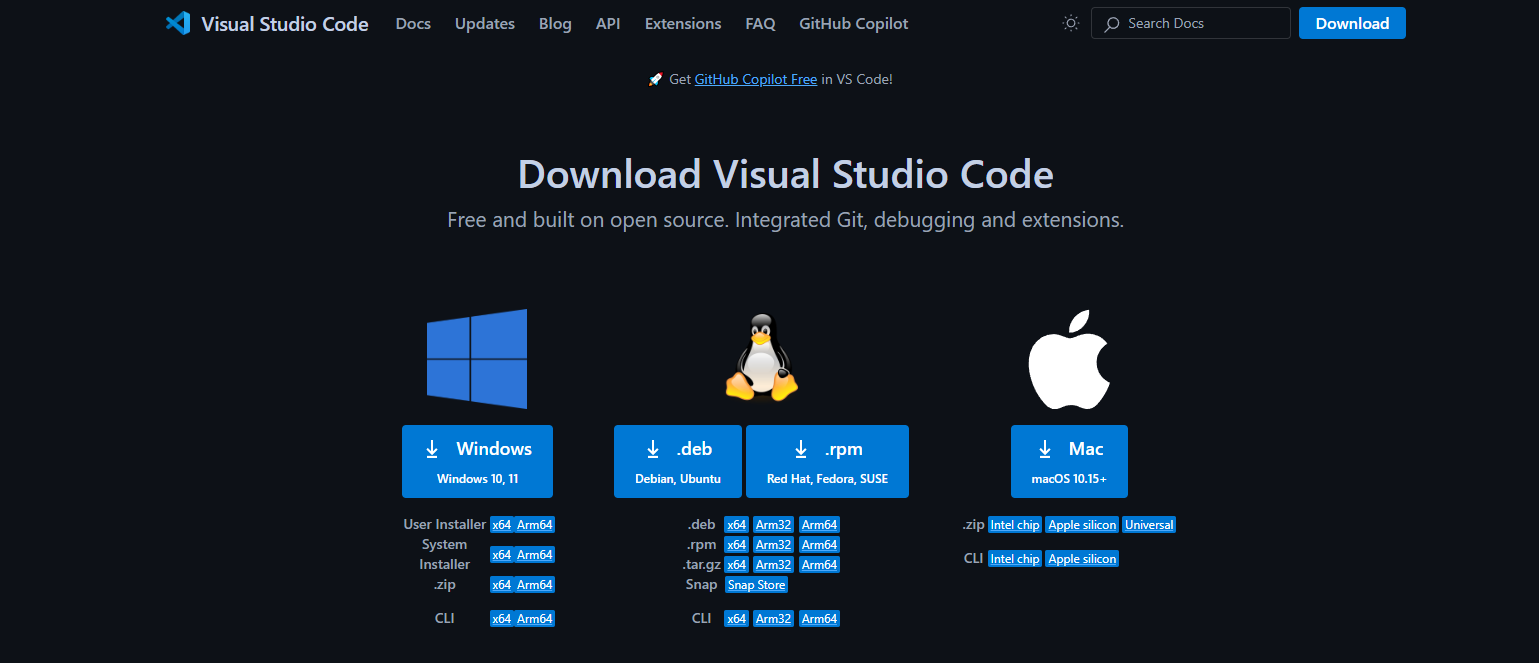 Visual Studio Code Docs Updates Blog API Extensions FAQ GitHub Copilot Search Docs Download
Get GitHub Copilot Free in VS Code!
Download Visual Studio Code
Free and built on open source. Integrated Git, debugging and extensions.
Windows
Windows 10, 11
User Installer x64 Arm64
System
Installer x64 Arm64
.zip x64 Arm64
CLI x64 Arm64
.deb
Debian, Ubuntu
.rpm
Red Hat, Fedora, SUSE
.deb x64 Arm32 Arm64
.rpm x64 Arm32 Arm64
.tar.gz x64 Arm32 Arm64
Snap Snap Store
CLI x64 Arm32 Arm64
Mac
macOS 10.15+
.zip Intel chip Apple silicon Universal
CLI Intel chip Apple silicon